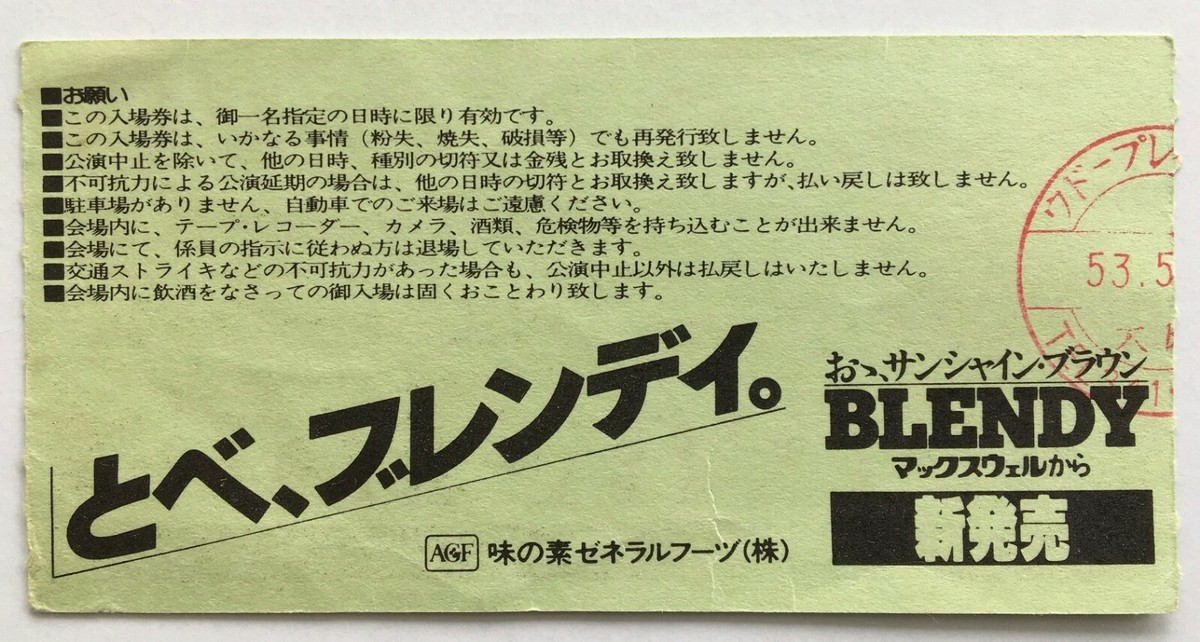 ■お願い
■この入場券は、御一名指定の日時に限り有効です。
■この入場券は、いかなる事情（粉失、焼失、破損等）でも再発行致しません。
■公演中止を除いて、他の日時、種別の切符又は金残とお取換え致しません。
■不可抗力による公演延期の場合は、他の日時の切符とお取換え致しますが、払い戻しは致しません。
■駐車場がありません、自動車でのご来場はご遠慮ください。
■会場内に、テープ・レコーダー、カメラ、酒類、危険物等を持ち込むことが出来ません。
■会場にて、係員の指示に従わぬ方は退場していただきます。
■交通ストライキなどの不可抗力があった場合も、公演中止以外は払戻しはいたしません。
■会場内に飲酒をなさっての御入場は固くおことわり致します。
ウドープレ
53.5
とべ、ブレンディ。
おゝ、サンシャイン・ブラウン
BLENDY
マックスウェルから
新発売
AGF 味の素ゼネラルフーヅ(株)